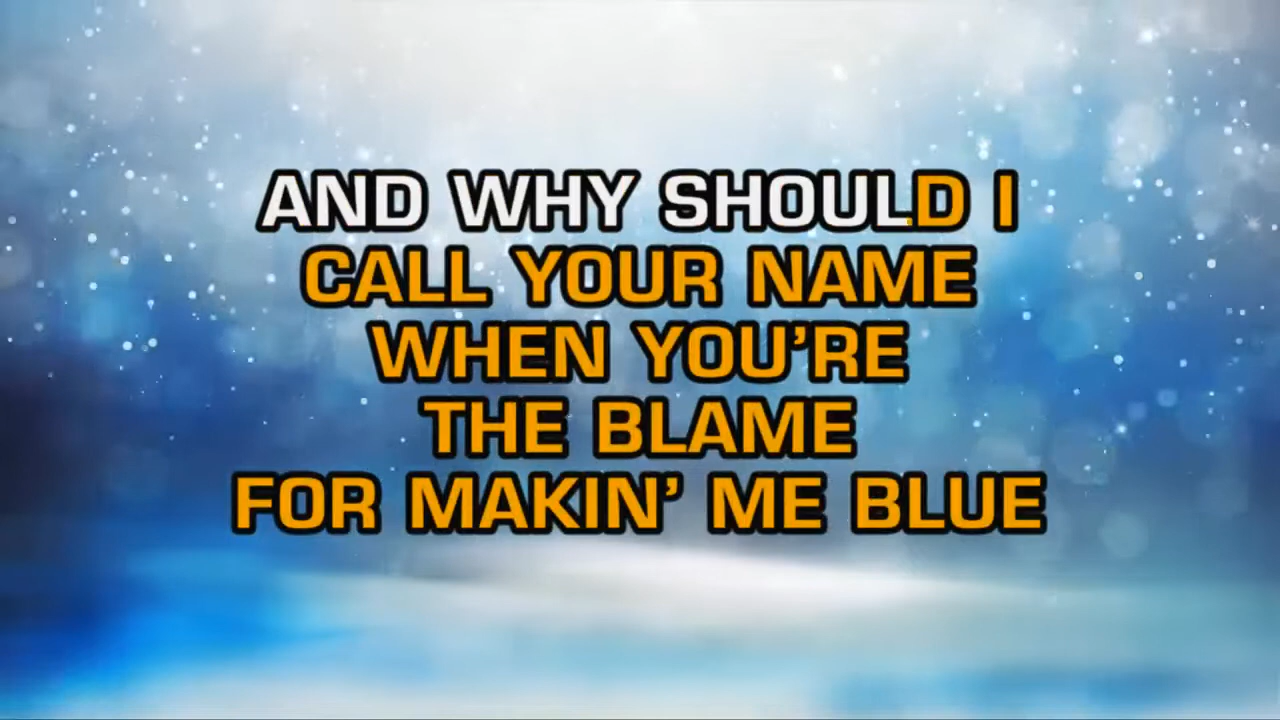 AND WHY SHOULD I
CALL YOUR NAME
WHEN YOU'RE
THE BLAME
FOR MAKIN' ME BLUE